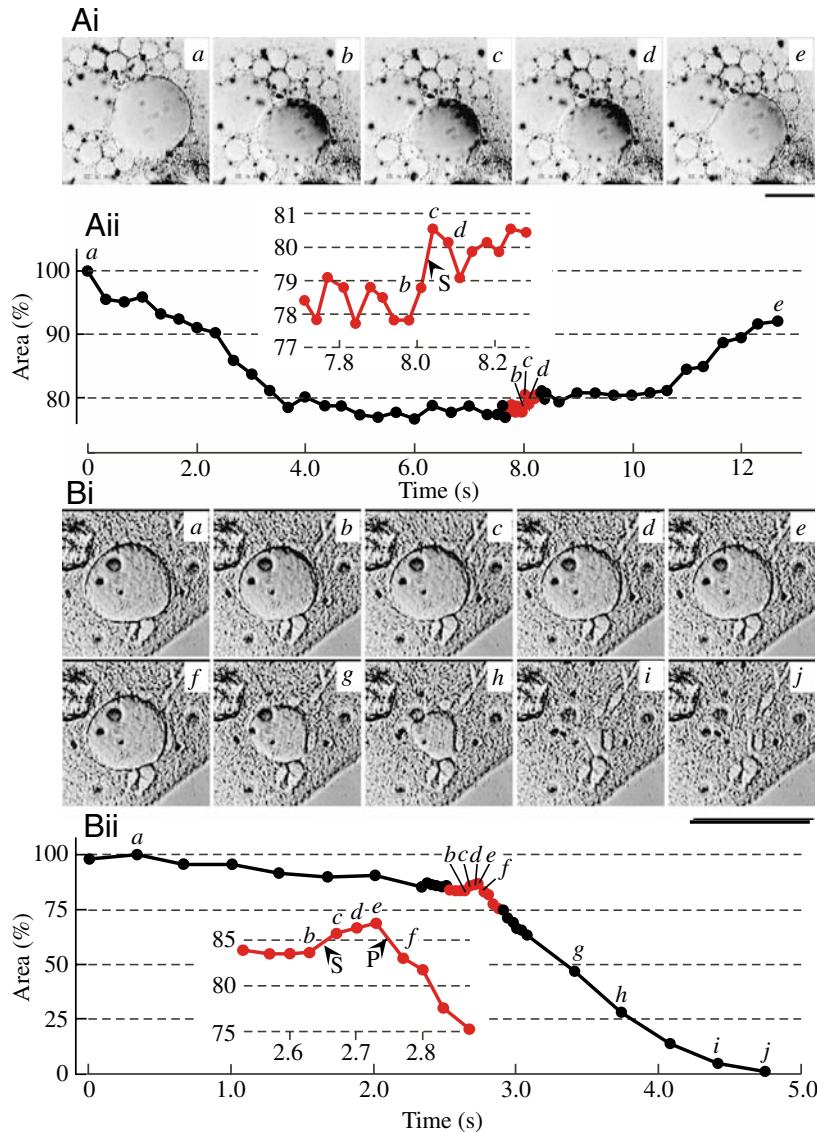 Ai
a b c d e
Aii
81
80
79
78
77
c
d
b
S
7.8 8.0 8.2
a
100
90
80
Area (%)
e
c
b d
0 2.0 4.0 6.0 8.0 10 12
Time (s)
Bi
a b c d e
f g h i j
Bii
100
75
50
25
0
Area (%)
a
b c d e
f
g
h
i
j
85
80
75
b
c
d
e
f
S
P
2.6 2.7 2.8
0 1.0 2.0 3.0 4.0 5.0
Time (s)